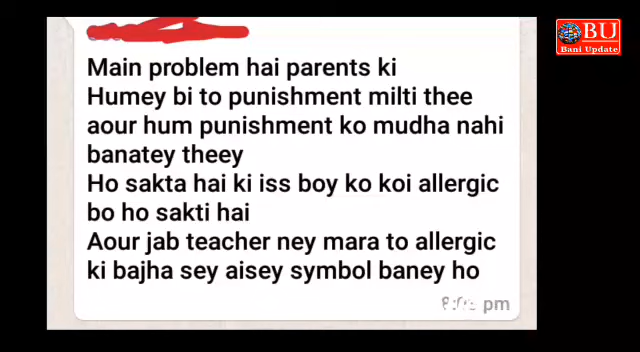 BU
Bani Update
Main problem hai parents ki
Humey bi to punishment milti thee
aour hum punishment ko mudha nahi
banatey theey
Ho sakta hai ki iss boy ko koi allergic
bo ho sakti hai
Aour jab teacher ney mara to allergic
ki bajha sey aisey symbol baney ho
pm